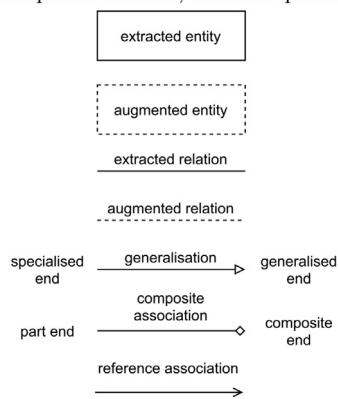 extracted entity
augmented entity
extracted relation
augmented relation
specialised
end
generalisation
generalised
end
composite
association
part end
composite
end
reference association